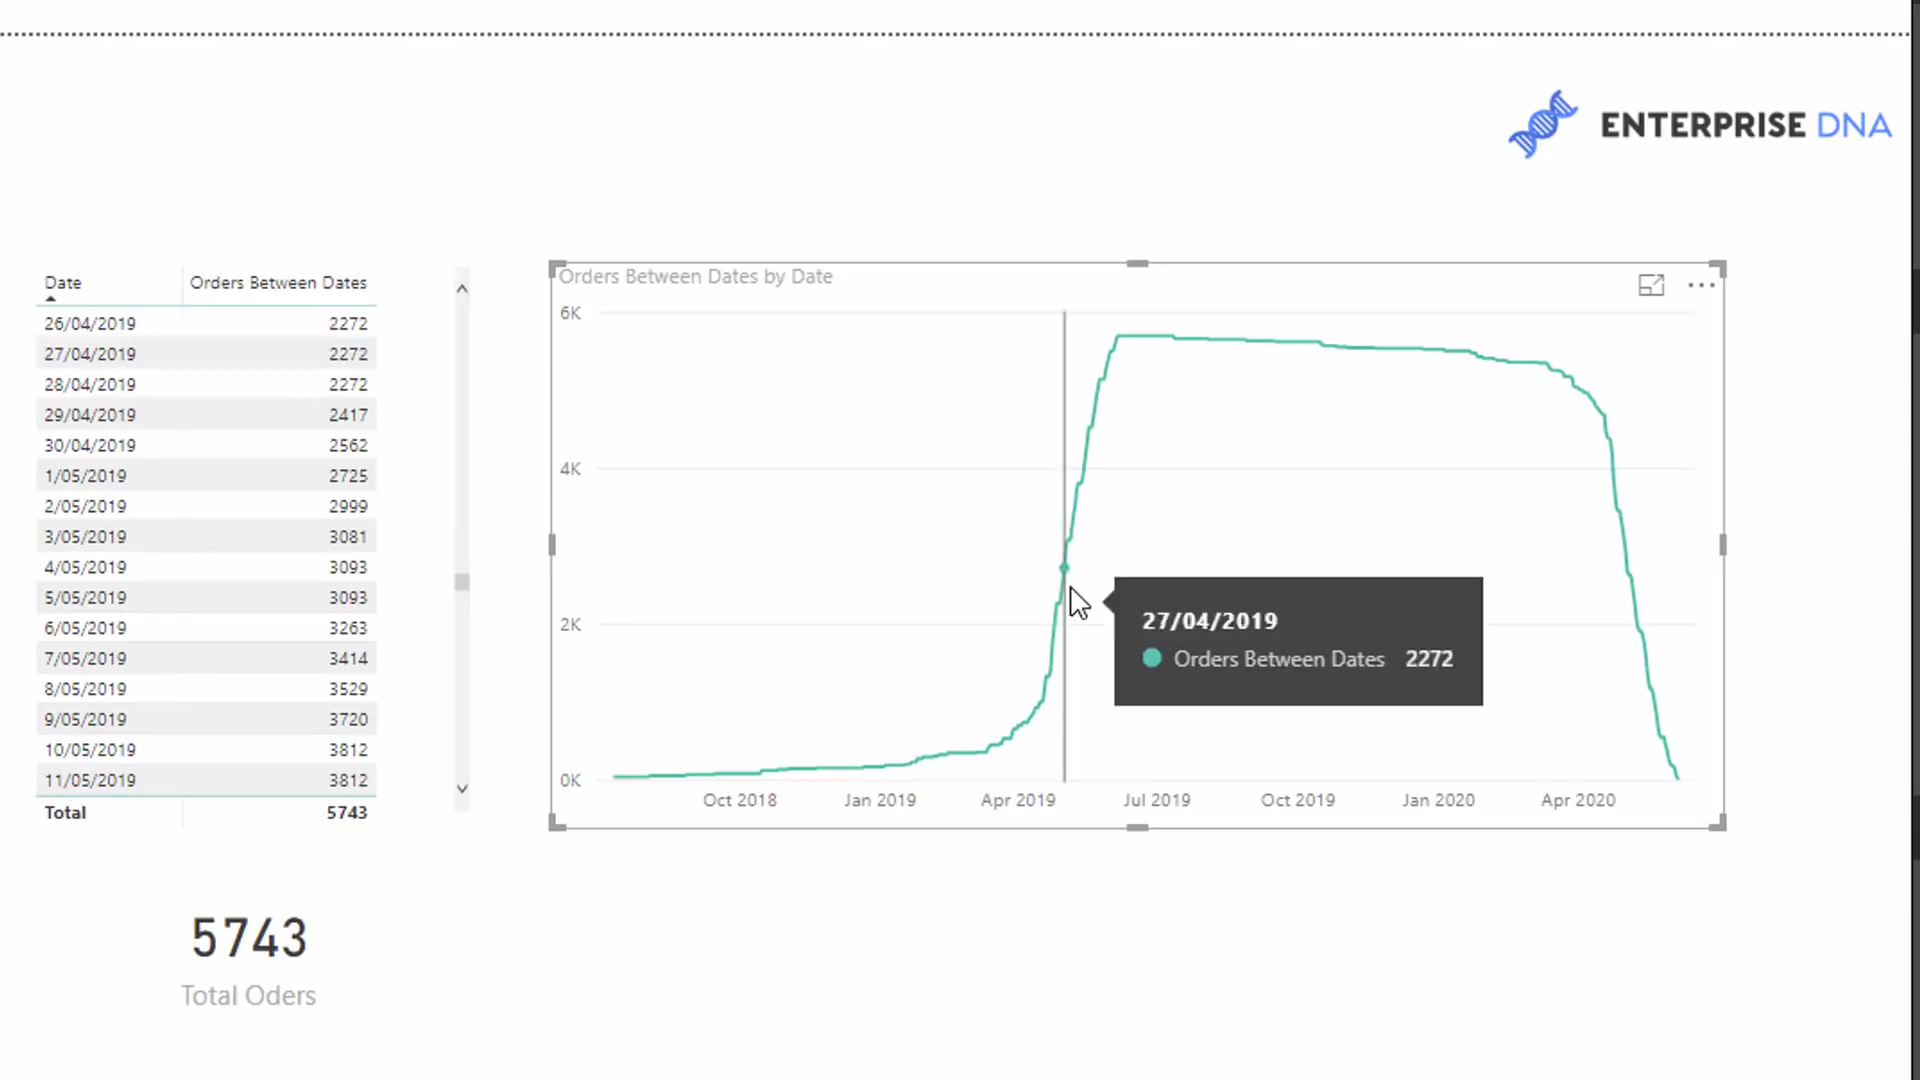 ENTERPRISE DNA
Date Orders Between Dates
26/04/2019 2272
27/04/2019 2272
28/04/2019 2272
29/04/2019 2417
30/04/2019 2562
1/05/2019 2725
2/05/2019 2999
3/05/2019 3081
4/05/2019 3093
5/05/2019 3093
6/05/2019 3263
7/05/2019 3414
8/05/2019 3529
9/05/2019 3720
10/05/2019 3812
11/05/2019 3812
Total 5743
Orders Between Dates by Date
6K
4K
2K
0K
Oct 2018 Jan 2019 Apr 2019 Jul 2019 Oct 2019 Jan 2020 Apr 2020
27/04/2019
Orders Between Dates 2272
5743
Total Oders